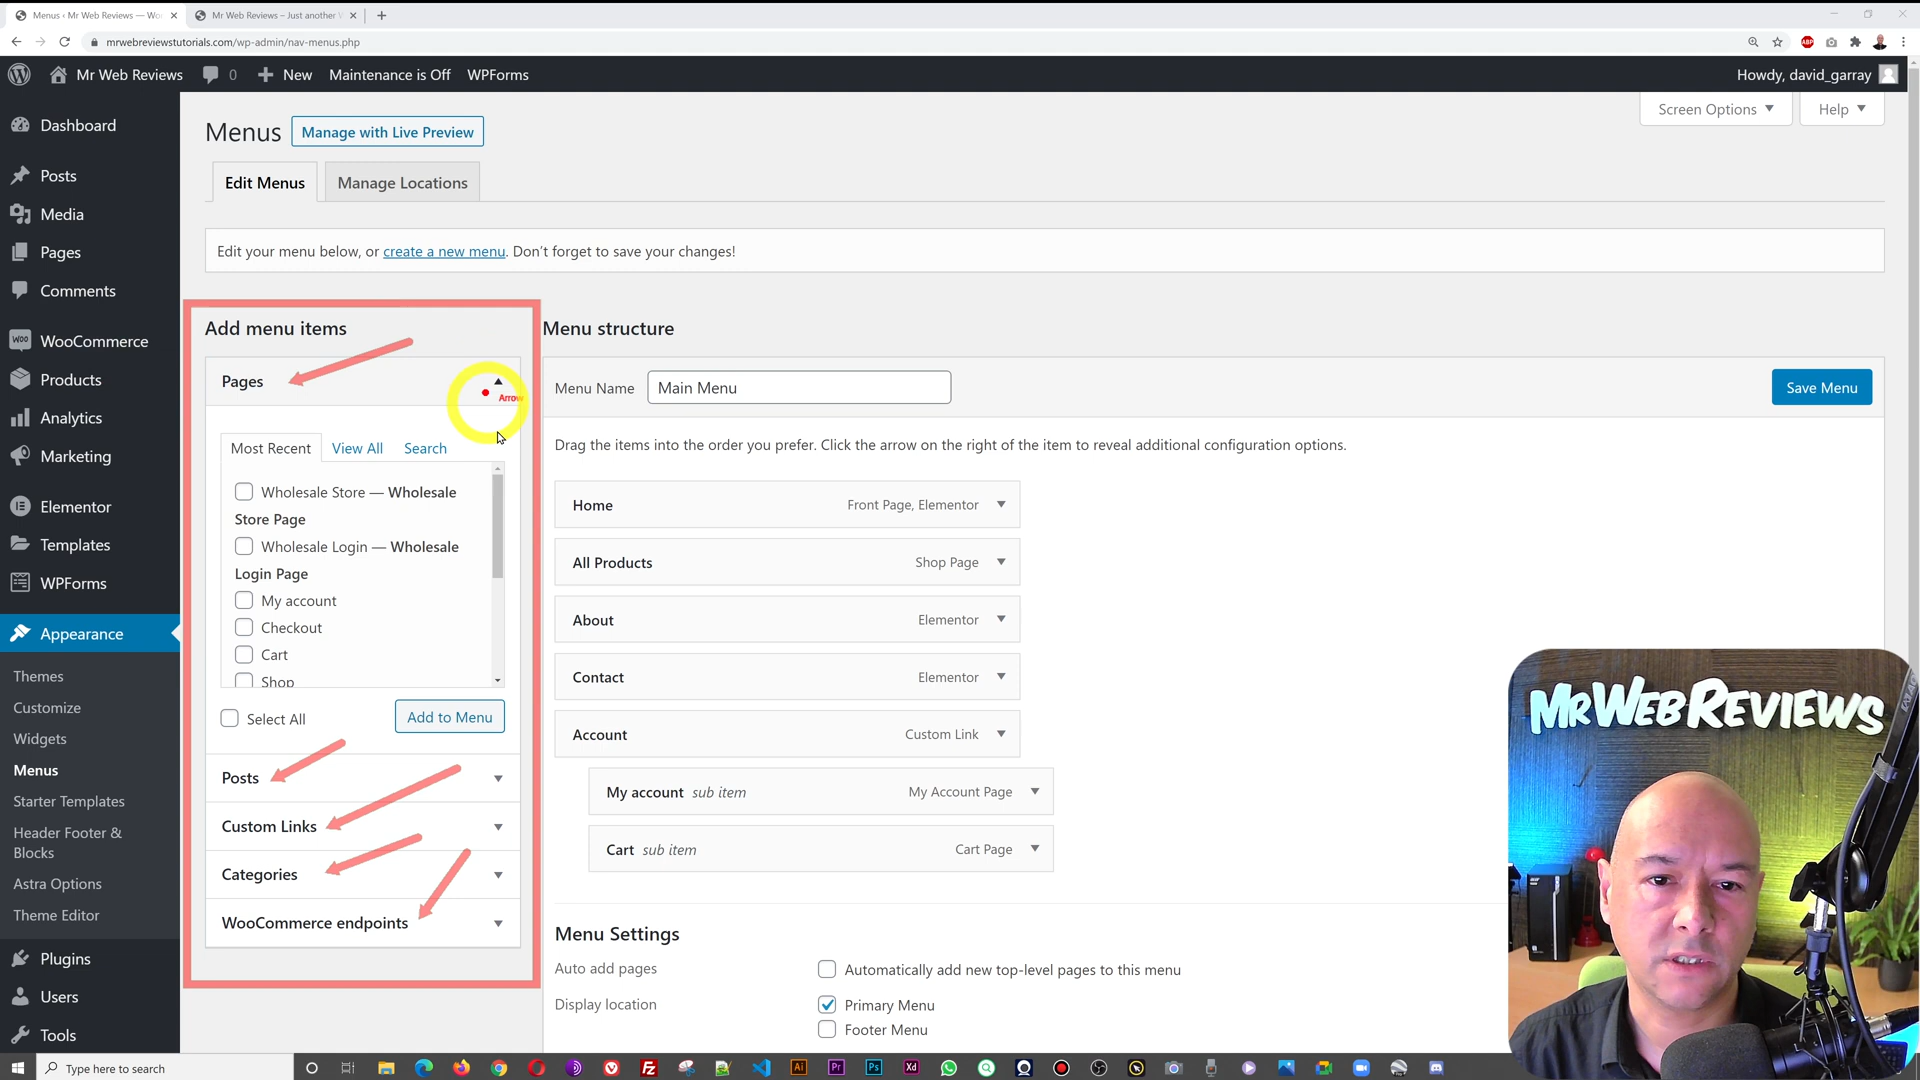 Menus ‹ Mr Web Reviews — Wo
Mr Web Reviews – Just another
mrwebreviewstutorials.com/wp-admin/nav-menus.php
Mr Web Reviews
0
New
Maintenance is Off
WPForms
Howdy, david_garray
Dashboard
Posts
Media
Pages
Comments
WooCommerce
Products
Analytics
Marketing
Elementor
Templates
WPForms
Appearance
Themes
Customize
Widgets
Menus
Starter Templates
Header Footer &
Blocks
Astra Options
Theme Editor
Plugins
Users
Tools
Screen Options
Help
Menus
Manage with Live Preview
Edit Menus
Manage Locations
Edit your menu below, or create a new menu. Don’t forget to save your changes!
Add menu items
Pages
Arrow
Most Recent
View All
Search
Wholesale Store — Wholesale
Store Page
Wholesale Login — Wholesale
Login Page
My account
Checkout
Cart
Shop
Select All
Add to Menu
Posts
Custom Links
Categories
WooCommerce endpoints
Menu structure
Menu Name
Main Menu
Save Menu
Drag the items into the order you prefer. Click the arrow on the right of the item to reveal additional configuration options.
Home
Front Page, Elementor
All Products
Shop Page
About
Elementor
Contact
Elementor
Account
Custom Link
My account sub item
My Account Page
Cart sub item
Cart Page
Menu Settings
Auto add pages
Automatically add new top-level pages to this menu
Display location
Primary Menu
Footer Menu
MrWebReviews
Type here to search